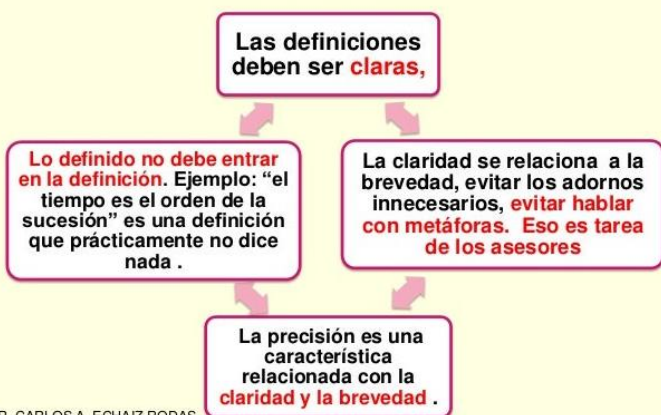 Las definiciones
deben ser claras,
Lo definido no debe entrar
en la definición. Ejemplo: “el
tiempo es el orden de la
sucesión” es una definición
que prácticamente no dice
nada .
La claridad se relaciona a la
brevedad, evitar los adornos
innecesarios, evitar hablar
con metáforas. Eso es tarea
de los asesores
La precisión es una
característica
relacionada con la
claridad y la brevedad .
CARLOS A. ECHAIZ RODAS